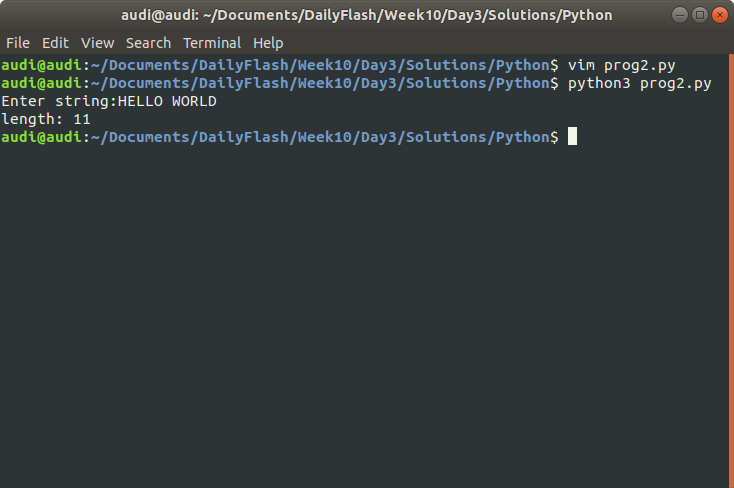 audi@audi: ~/Documents/DailyFlash/Week10/Day3/Solutions/Python
File Edit View Search Terminal Help
audi@audi:~/Documents/DailyFlash/Week10/Day3/Solutions/Python$ vim prog2.py
audi@audi:~/Documents/DailyFlash/Week10/Day3/Solutions/Python$ python3 prog2.py
Enter string:HELLO WORLD
length: 11
audi@audi:~/Documents/DailyFlash/Week10/Day3/Solutions/Python$